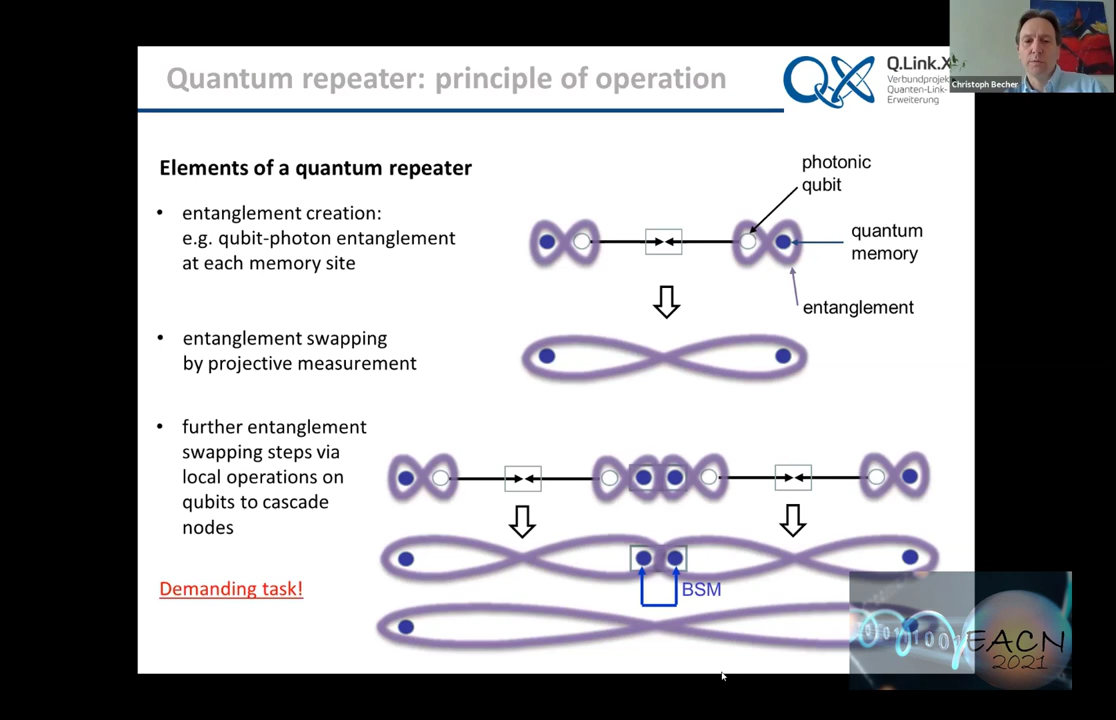 Quantum repeater: principle of operation
Q.Link.X
Verbundprojekt
Quanten-Link-
Erweiterung
Christoph Becher
Elements of a quantum repeater
• entanglement creation:
e.g. qubit-photon entanglement
at each memory site
photonic
qubit
quantum
memory
entanglement
• entanglement swapping
by projective measurement
• further entanglement
swapping steps via
local operations on
qubits to cascade
nodes
Demanding task!
BSM
EACN
2021